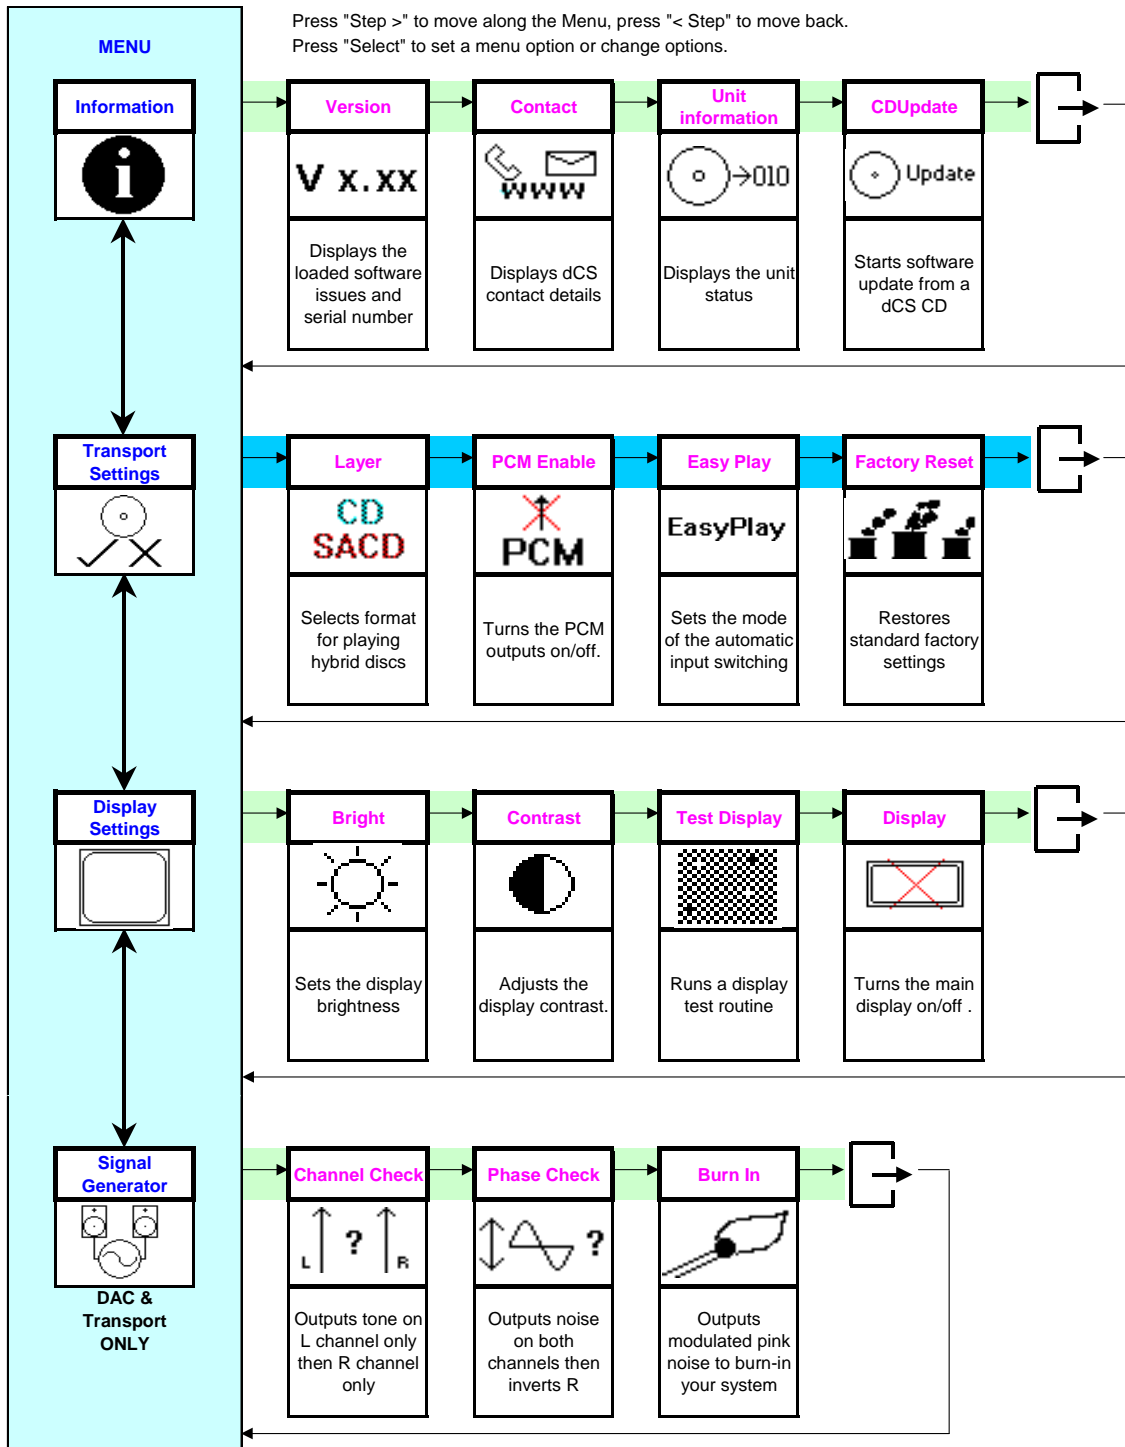 Press "Step >" to move along the Menu, press "< Step" to move back.
Press "Select" to set a menu option or change options.
MENU
Information
Version
Contact
Unit
information
CDUpdate
i
V x.xx
www
010
Update
Displays the
loaded software
issues and
serial number
Displays dCS
contact details
Displays the unit
status
Starts software
update from a
dCS CD
Transport
Settings
Layer
PCM Enable
Easy Play
Factory Reset
CD
SACD
PCM
EasyPlay
Selects format
for playing
hybrid discs
Turns the PCM
outputs on/off.
Sets the mode
of the automatic
input switching
Restores
standard factory
settings
Display
Settings
Bright
Contrast
Test Display
Display
Sets the display
brightness
Adjusts the
display contrast.
Runs a display
test routine
Turns the main
display on/off .
Signal
Generator
Channel Check
Phase Check
Burn In
L ? R
?
DAC &
Transport
ONLY
Outputs tone on
L channel only
then R channel
only
Outputs noise
on both
channels then
inverts R
Outputs
modulated pink
noise to burn-in
your system